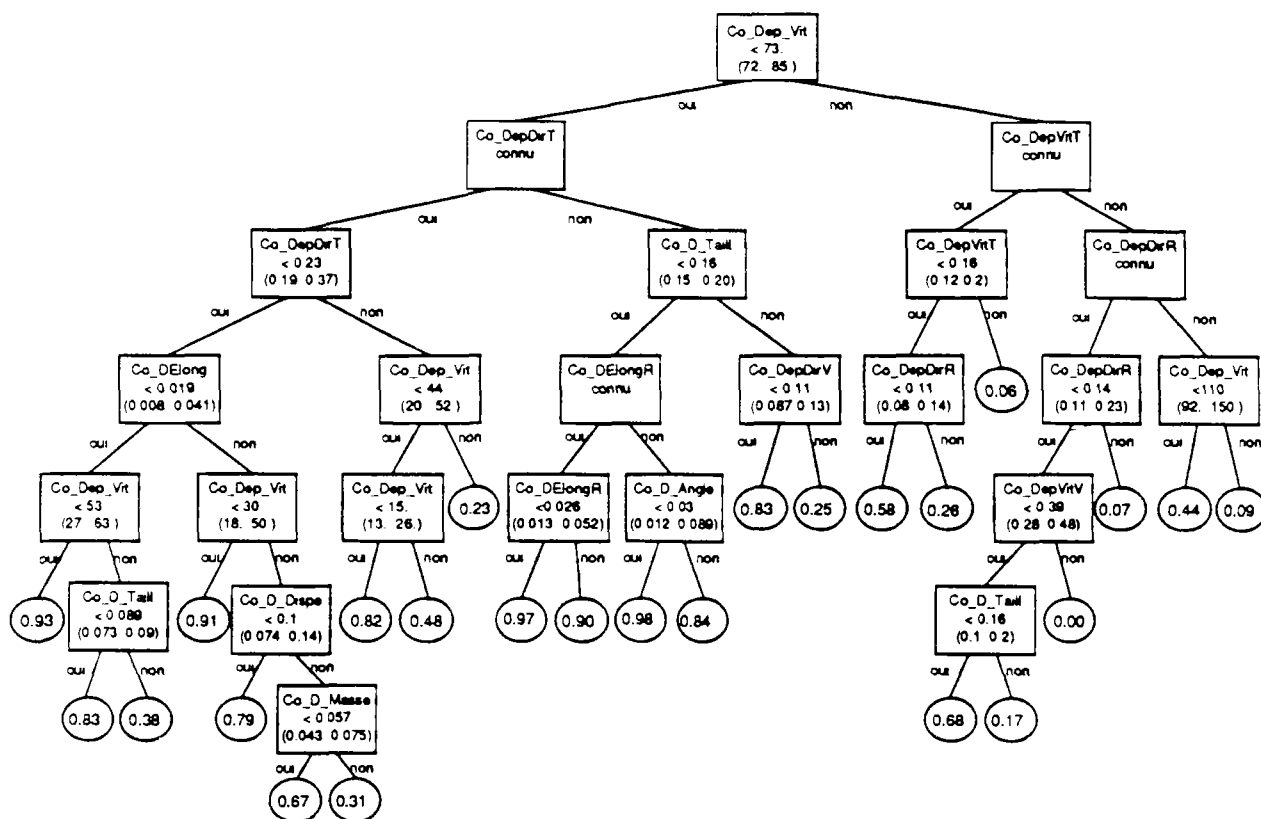 Co_Dep_Vit
< 73.
(72. 85 )
oui non
Co_DepDirT
connu
Co_DepVitT
connu
oui non oui non
Co_DepDirT
< 0 23
(0 19 0 37)
Co_D_Taill
< 0 16
(0 15 0 20)
Co_DepVitT
< 0 16
(0 12 0 2)
Co_DepDirR
connu
oui non oui non oui non oui non
Co_DElong
< 0 019
(0 008 0 041)
Co_Dep_Vit
< 44
(20 52 )
Co_DElongR
connu
Co_DepDirV
< 0 11
(0 087 0 13)
Co_DepDirR
< 0 11
(0.08 0 14)
0.06
Co_DepDirR
< 0 14
(0 11 0 23)
Co_Dep_Vit
<110
(92. 150 )
oui non oui non oui non oui non oui non oui non oui non
Co_Dep_Vit
< 53
(27 63 )
Co_Dep_Vit
< 30
(18. 50 )
Co_Dep_Vit
< 15.
(13. 26.)
0.23
Co_DElongR
<0 026
(0 013 0 052)
Co_D_Angle
< 0 03
(0 012 0 089)
0.83
0.25
0.58
0.26
Co_DepVitV
< 0 39
(0 28 0 48)
0.07
0.44
0.09
oui non oui non oui non oui non oui non oui non
0.93
Co_D_Taill
< 0 089
(0 073 0 09)
0.91
Co_D_Dispe
< 0.1
(0 074 0.14)
0.82
0.48
0.97
0.90
0.98
0.84
Co_D_Taill
< 0.16
(0.1 0 2)
0.00
oui non oui non oui non
0.83
0.38
0.79
Co_D_Masse
< 0 057
(0.043 0 075)
0.68
0.17
oui non
0.67
0.31